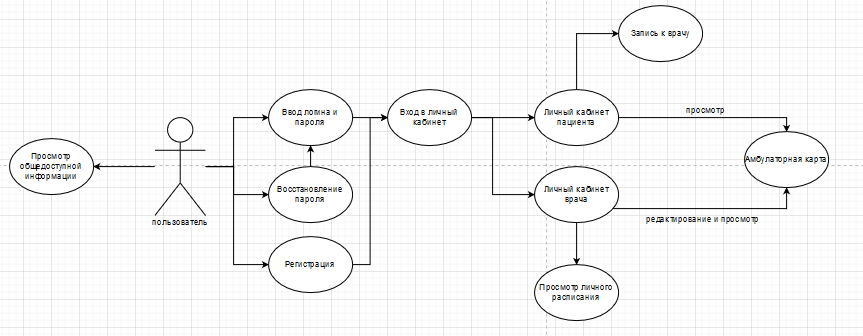 Запись к врачу
Ввод логина и
пароля
Вход в личный
кабинет
Личный кабинет
пациента
просмотр
Просмотр
общедоступной
информации
Амбулаторная карта
пользователь
Восстановление
пароля
Личный кабинет
врача
редактирование и просмотр
Регистрация
Просмотр личного
расписания